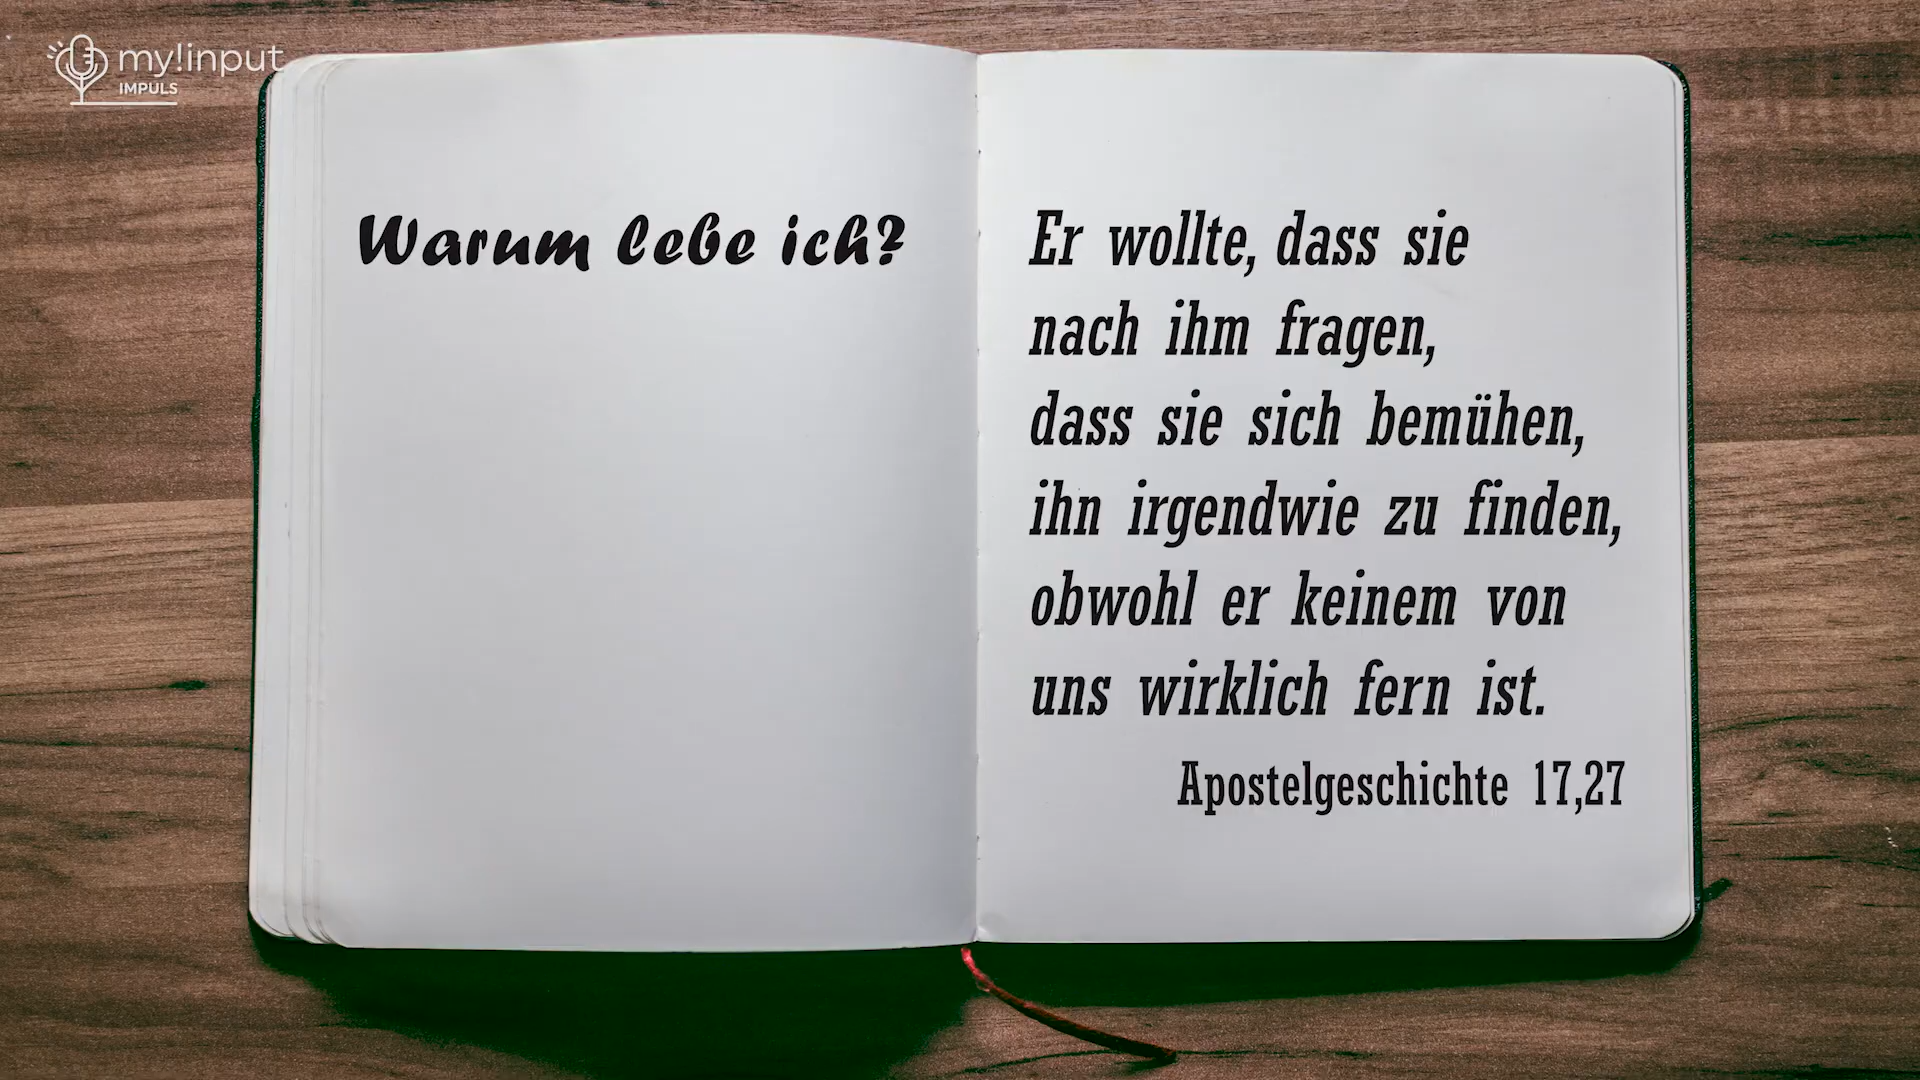 my!input
IMPULS
Warum lebe ich?
Er wollte, dass sie
nach ihm fragen,
dass sie sich bemühen,
ihn irgendwie zu finden,
obwohl er keinem von
uns wirklich fern ist.
Apostelgeschichte 17,27